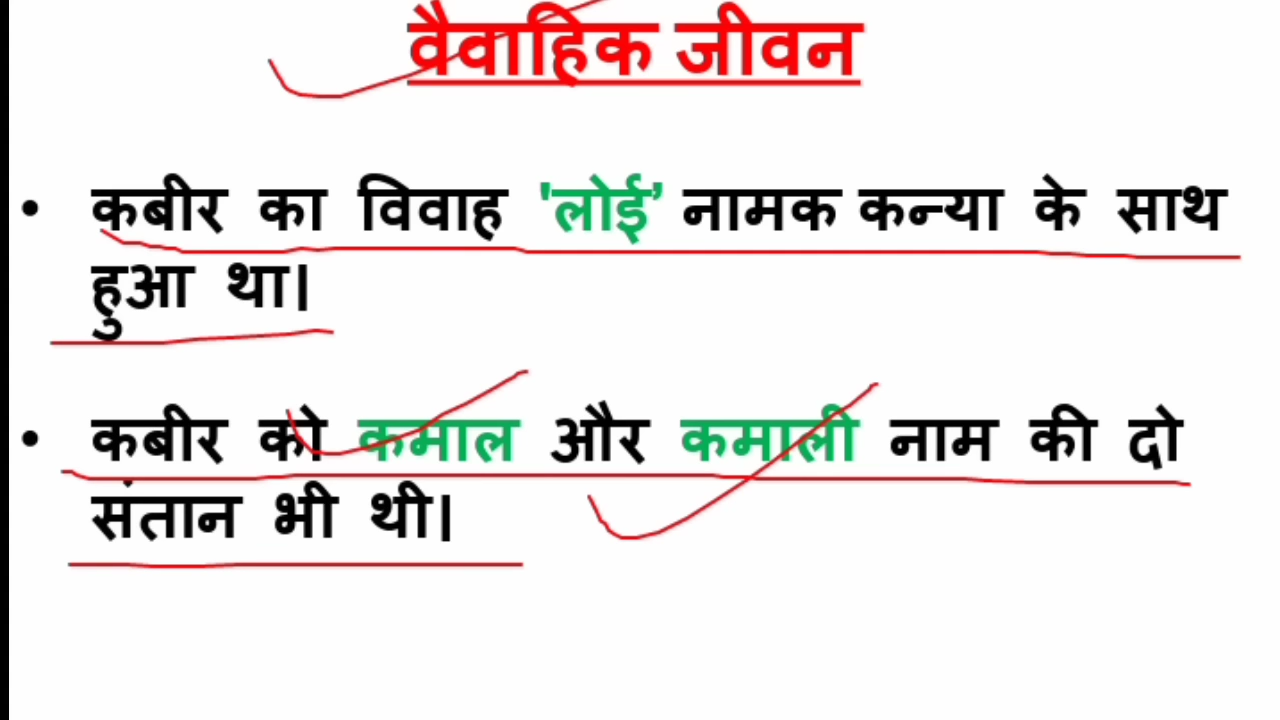 वैवाहिक जीवन
• कबीर का विवाह 'लोई’ नामक कन्या के साथ
हुआ था।
• कबीर को कमाल और कमाली नाम की दो
संतान भी थी।